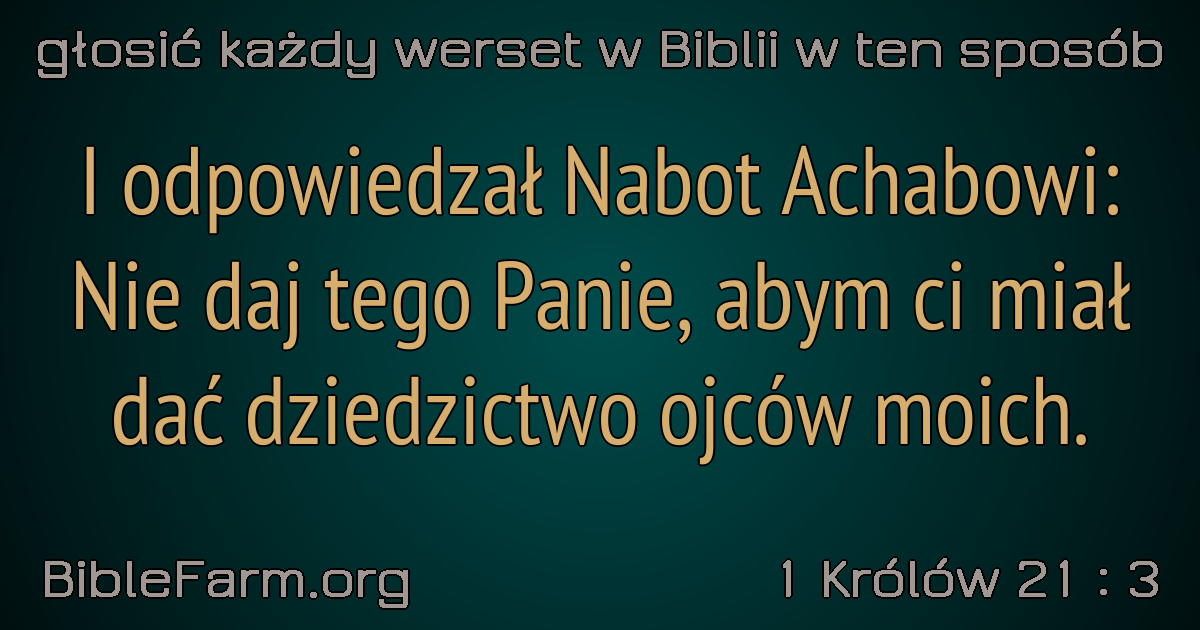 głosić każdy werset w Biblii w ten sposób
I odpowiedzał Nabot Achabowi:
Nie daj tego Panie, abym ci miał
dać dziedzictwo ojców moich.
BibleFarm.org
1 Królów 21 : 3